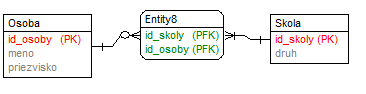 Osoba
id_osoby (PK)
meno
priezvisko
Entity8
id_skoly (PFK)
id_osoby (PFK)
Skola
id_skoly (PK)
druh